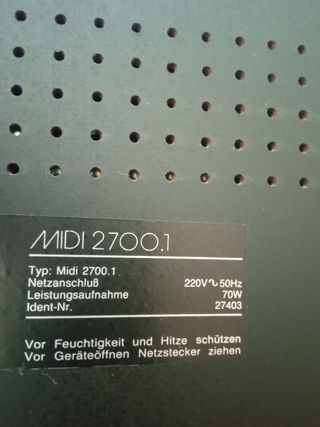 MIDI 2700.1
Typ: Midi 2700.1
Netzanschluß 220V∿50Hz
Leistungsaufnahme 70W
Ident-Nr. 27403
Vor Feuchtigkeit und Hitze schützen
Vor Geräteöffnen Netzstecker ziehen